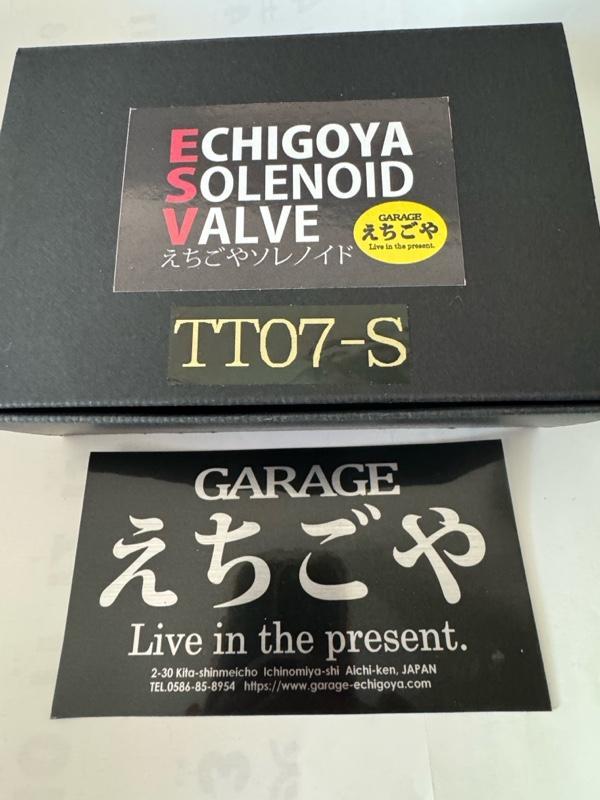 ECHIGOYA
SOLENOID
VALVE
えちごやソレノイド
GARAGE
えちごや
Live in the present.
TT07-S
GARAGE
えちごや
Live in the present.
2-30 Kita-shinmeicho Ichinomiya-shi Aichi-ken, JAPAN
TEL.0586-85-8954 https://www.garage-echigoya.com